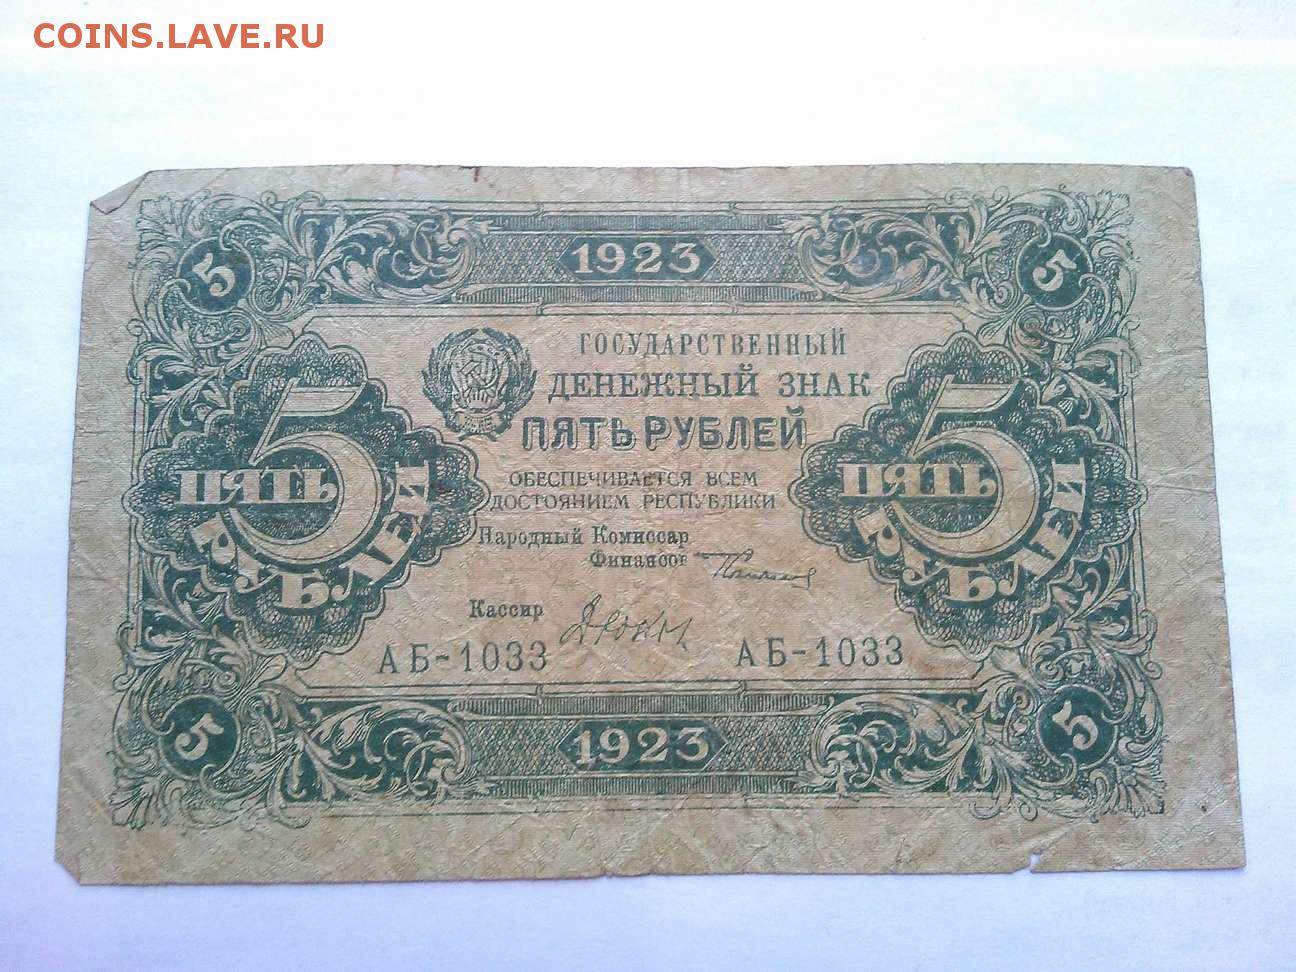 COINS.LAVE.RU
1923
5 5
ГОСУДАРСТВЕННЫЙ
ДЕНЕЖНЫЙ ЗНАК
ПЯТЬ РУБЛЕЙ
ОБЕСПЕЧИВАЕТСЯ ВСЕМ
ДОСТОЯНИЕМ РЕСПУБЛИКИ
5 5
ПЯТЬ ПЯТЬ
РУБЛЕЙ РУБЛЕЙ
Народный Комиссар
Финансов
Кассир
АБ-1033 АБ-1033
5 5
1923